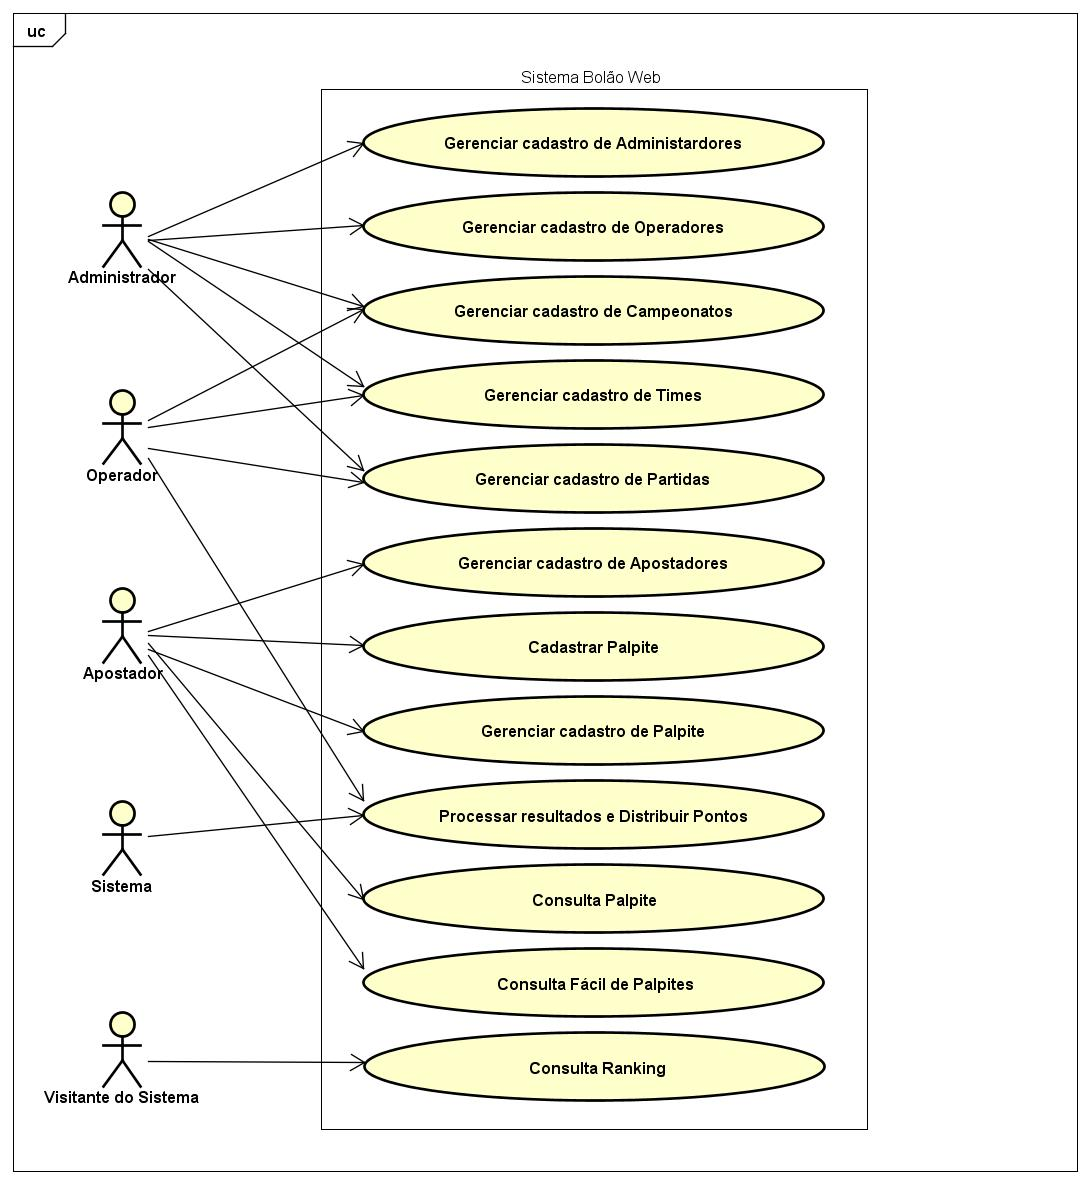 uc
Sistema Bolão Web
Gerenciar cadastro de Administardores
Gerenciar cadastro de Operadores
Administrador
Gerenciar cadastro de Campeonatos
Gerenciar cadastro de Times
Operador
Gerenciar cadastro de Partidas
Gerenciar cadastro de Apostadores
Cadastrar Palpite
Apostador
Gerenciar cadastro de Palpite
Processar resultados e Distribuir Pontos
Sistema
Consulta Palpite
Consulta Fácil de Palpites
Consulta Ranking
Visitante do Sistema